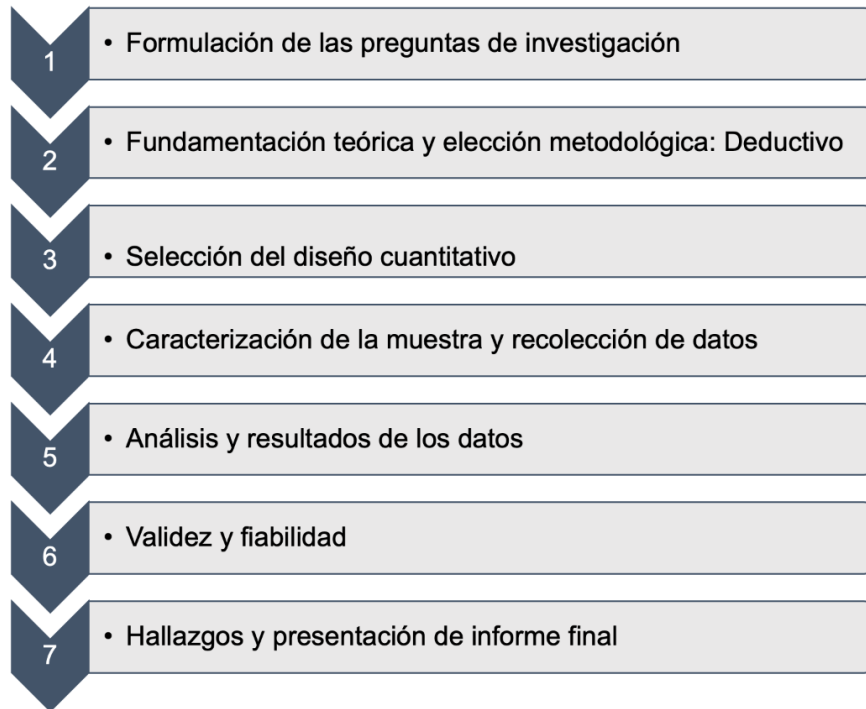 1 • Formulación de las preguntas de investigación
2 • Fundamentación teórica y elección metodológica: Deductivo
3 • Selección del diseño cuantitativo
4 • Caracterización de la muestra y recolección de datos
5 • Análisis y resultados de los datos
6 • Validez y fiabilidad
7 • Hallazgos y presentación de informe final